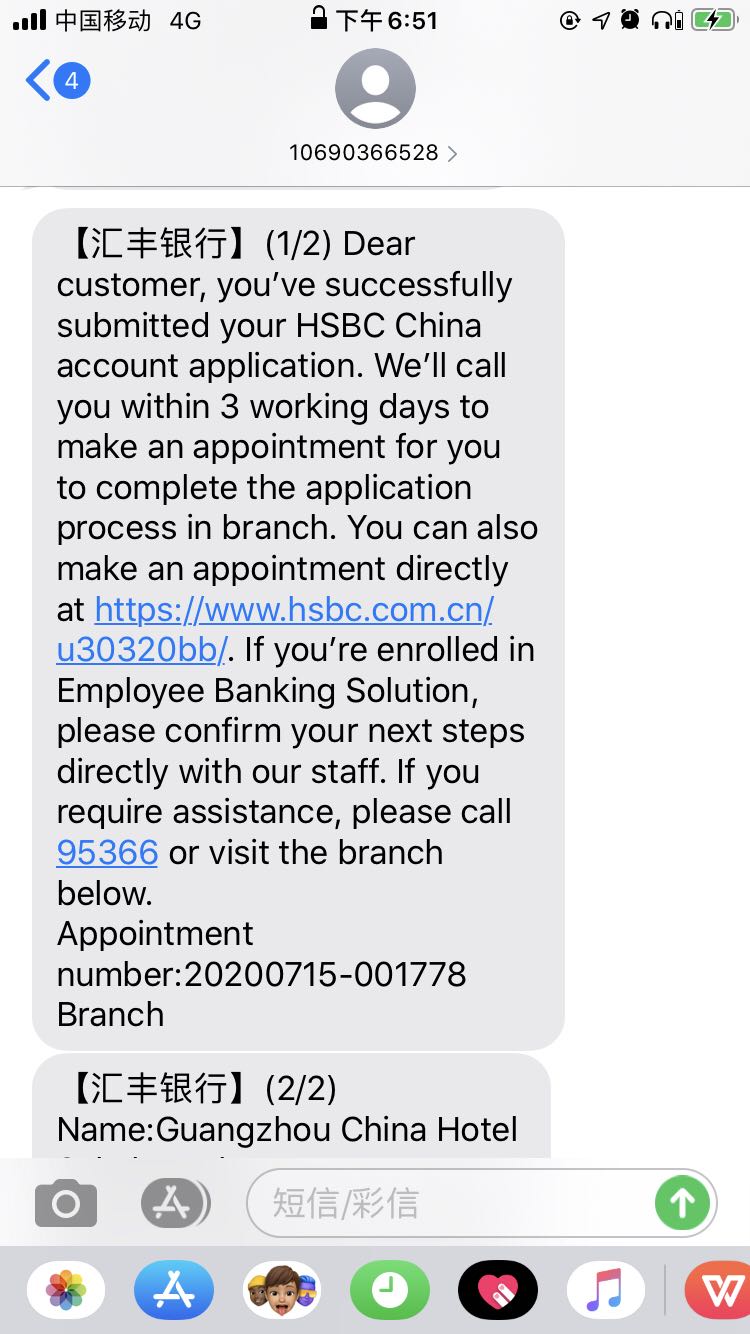 中国移动 4G 下午6:51
4
10690366528
【汇丰银行】(1/2) Dear
customer, you’ve successfully
submitted your HSBC China
account application. We’ll call
you within 3 working days to
make an appointment for you
to complete the application
process in branch. You can also
make an appointment directly
at https://www.hsbc.com.cn/
u30320bb/. If you’re enrolled in
Employee Banking Solution,
please confirm your next steps
directly with our staff. If you
require assistance, please call
95366 or visit the branch
below.
Appointment
number:20200715-001778
Branch
【汇丰银行】(2/2)
Name:Guangzhou China Hotel
短信/彩信